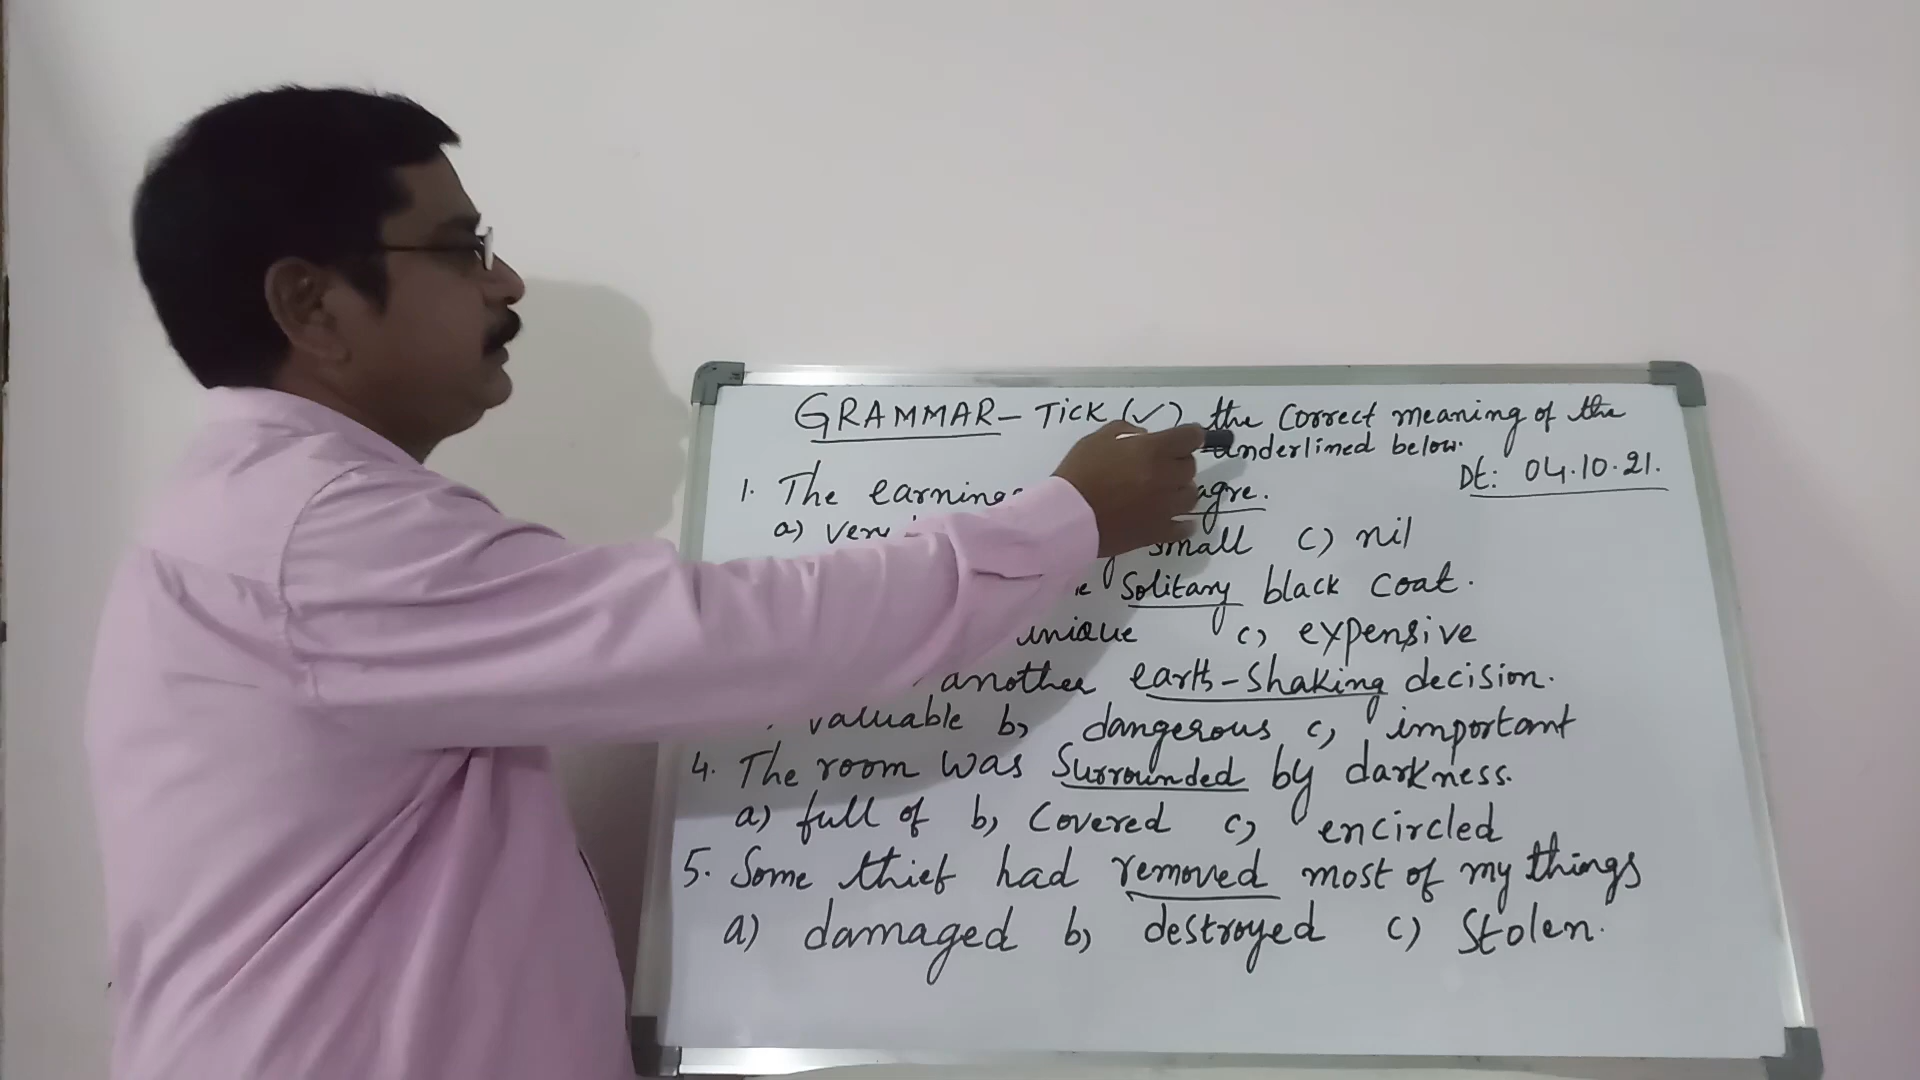 GRAMMAR - TICK (✓) the correct meaning of the
underlined below.
Dt: 04.10.21.
1. The earnings
a) very small c) nil
Solitary black coat.
unique c) expensive
another earth-shaking decision.
valuable b) dangerous c) important
4. The room was surrounded by darkness.
a) full of b) covered c) encircled
5. Some thief had removed most of my things
a) damaged b) destroyed c) stolen.